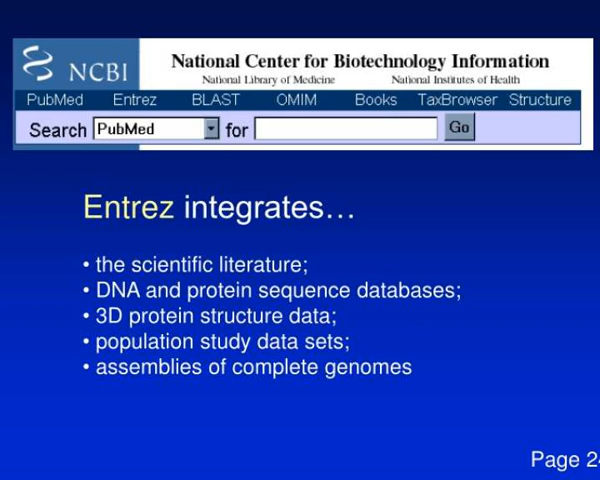 NCBI
National Center for Biotechnology Information
National Library of Medicine National Institutes of Health
PubMed Entrez BLAST OMIM Books TaxBrowser Structure
Search PubMed for Go
Entrez integrates…
• the scientific literature;
• DNA and protein sequence databases;
• 3D protein structure data;
• population study data sets;
• assemblies of complete genomes
Page